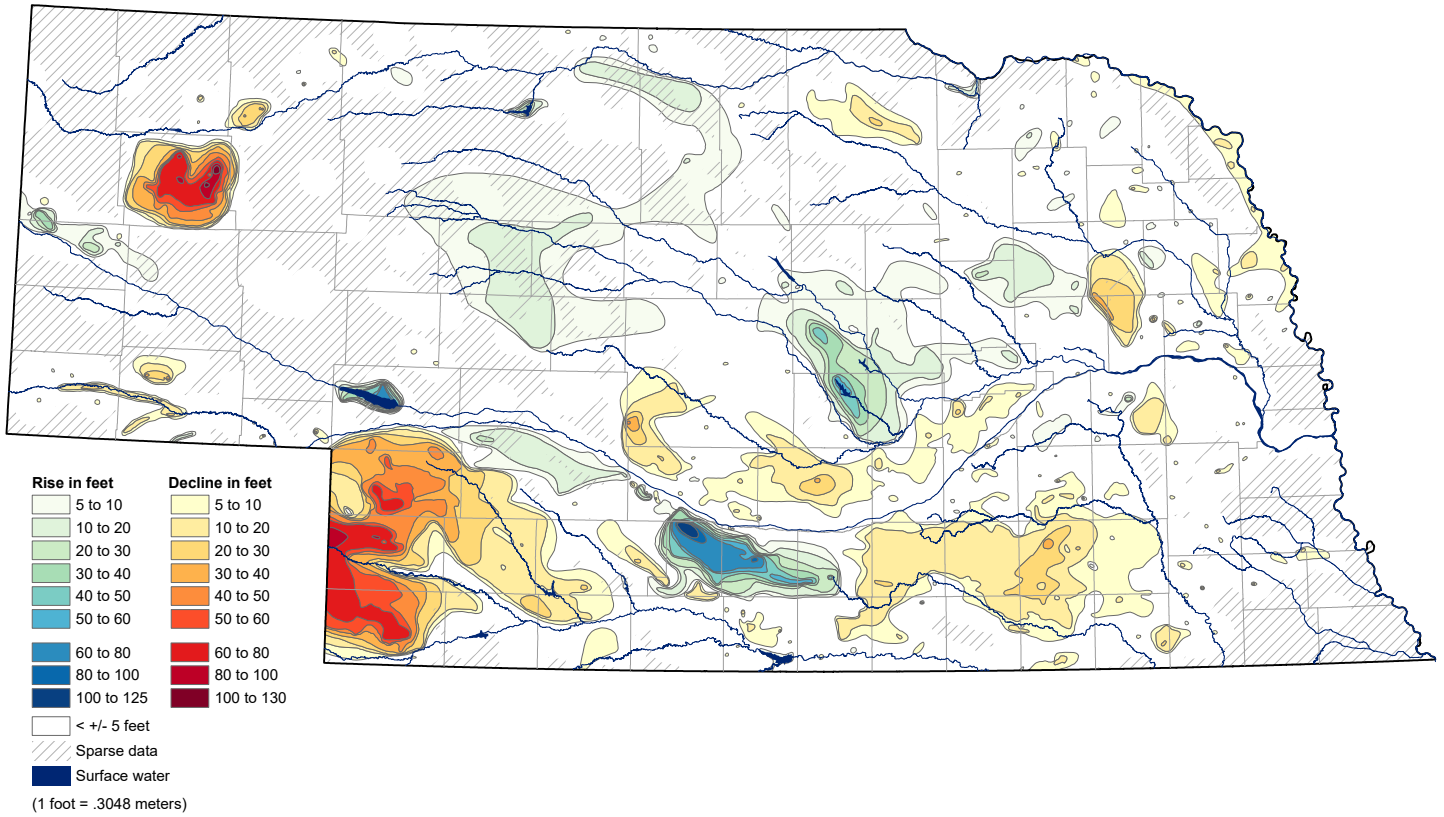 Rise in feet Decline in feet
5 to 10 5 to 10
10 to 20 10 to 20
20 to 30 20 to 30
30 to 40 30 to 40
40 to 50 40 to 50
50 to 60 50 to 60
60 to 80 60 to 80
80 to 100 80 to 100
100 to 125 100 to 130
< +/- 5 feet
Sparse data
Surface water
(1 foot = .3048 meters)